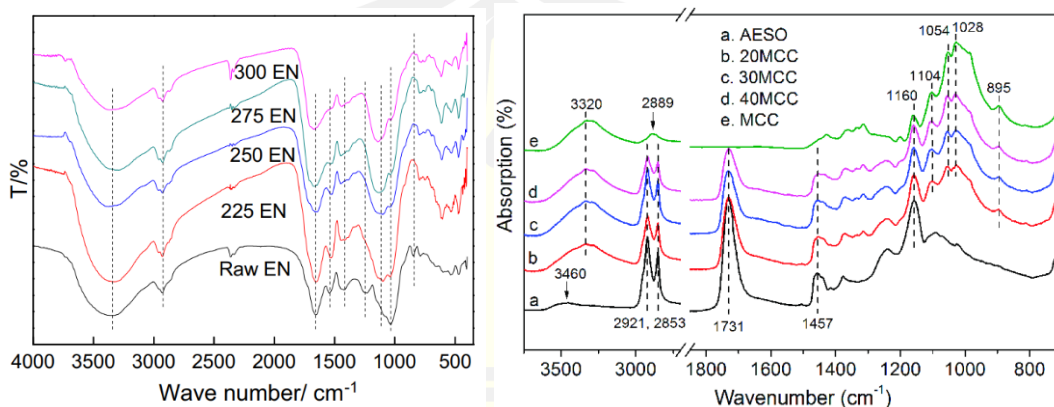 T/%
300 EN
275 EN
250 EN
225 EN
Raw EN
4000 3500 3000 2500 2000 1500 1000 500
Wave number/ cm-1
Absorption (%)
a. AESO
b. 20MCC
c. 30MCC
d. 40MCC
e. MCC
1054 1028
1104
1160
895
3320
2889
e
d
c
b
3460
a
2921, 2853
1731
1457
3500 3000 1800 1600 1400 1200 1000 800
Wavenumber (cm-1)